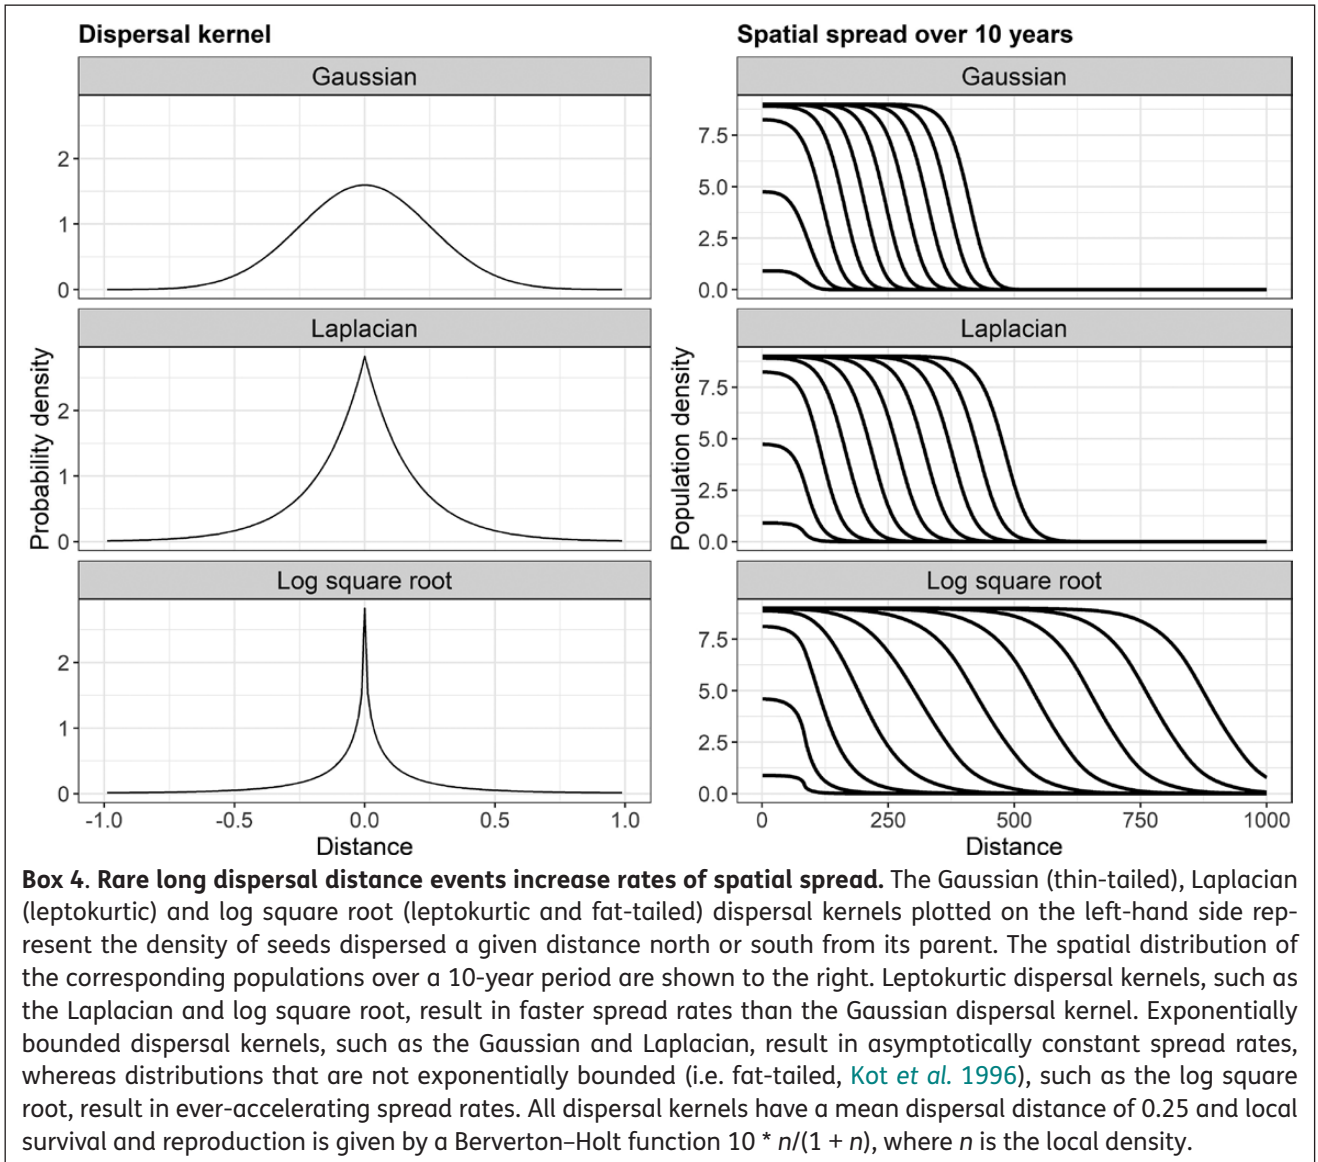 Dispersal kernel
Spatial spread over 10 years
Gaussian
Gaussian
2
1
0
7.5
5.0
2.5
0.0
Laplacian
Laplacian
Probability density
2
1
0
Population density
7.5
5.0
2.5
0.0
Log square root
Log square root
2
1
0
7.5
5.0
2.5
0.0
-1.0 -0.5 0.0 0.5 1.0
0 250 500 750 1000
Distance
Distance
Box 4. Rare long dispersal distance events increase rates of spatial spread. The Gaussian (thin-tailed), Laplacian
(leptokurtic) and log square root (leptokurtic and fat-tailed) dispersal kernels plotted on the left-hand side rep-
resent the density of seeds dispersed a given distance north or south from its parent. The spatial distribution of
the corresponding populations over a 10-year period are shown to the right. Leptokurtic dispersal kernels, such as
the Laplacian and log square root, result in faster spread rates than the Gaussian dispersal kernel. Exponentially
bounded dispersal kernels, such as the Gaussian and Laplacian, result in asymptotically constant spread rates,
whereas distributions that are not exponentially bounded (i.e. fat-tailed, Kot et al. 1996), such as the log square
root, result in ever-accelerating spread rates. All dispersal kernels have a mean dispersal distance of 0.25 and local
survival and reproduction is given by a Berverton–Holt function 10 * n/(1 + n), where n is the local density.